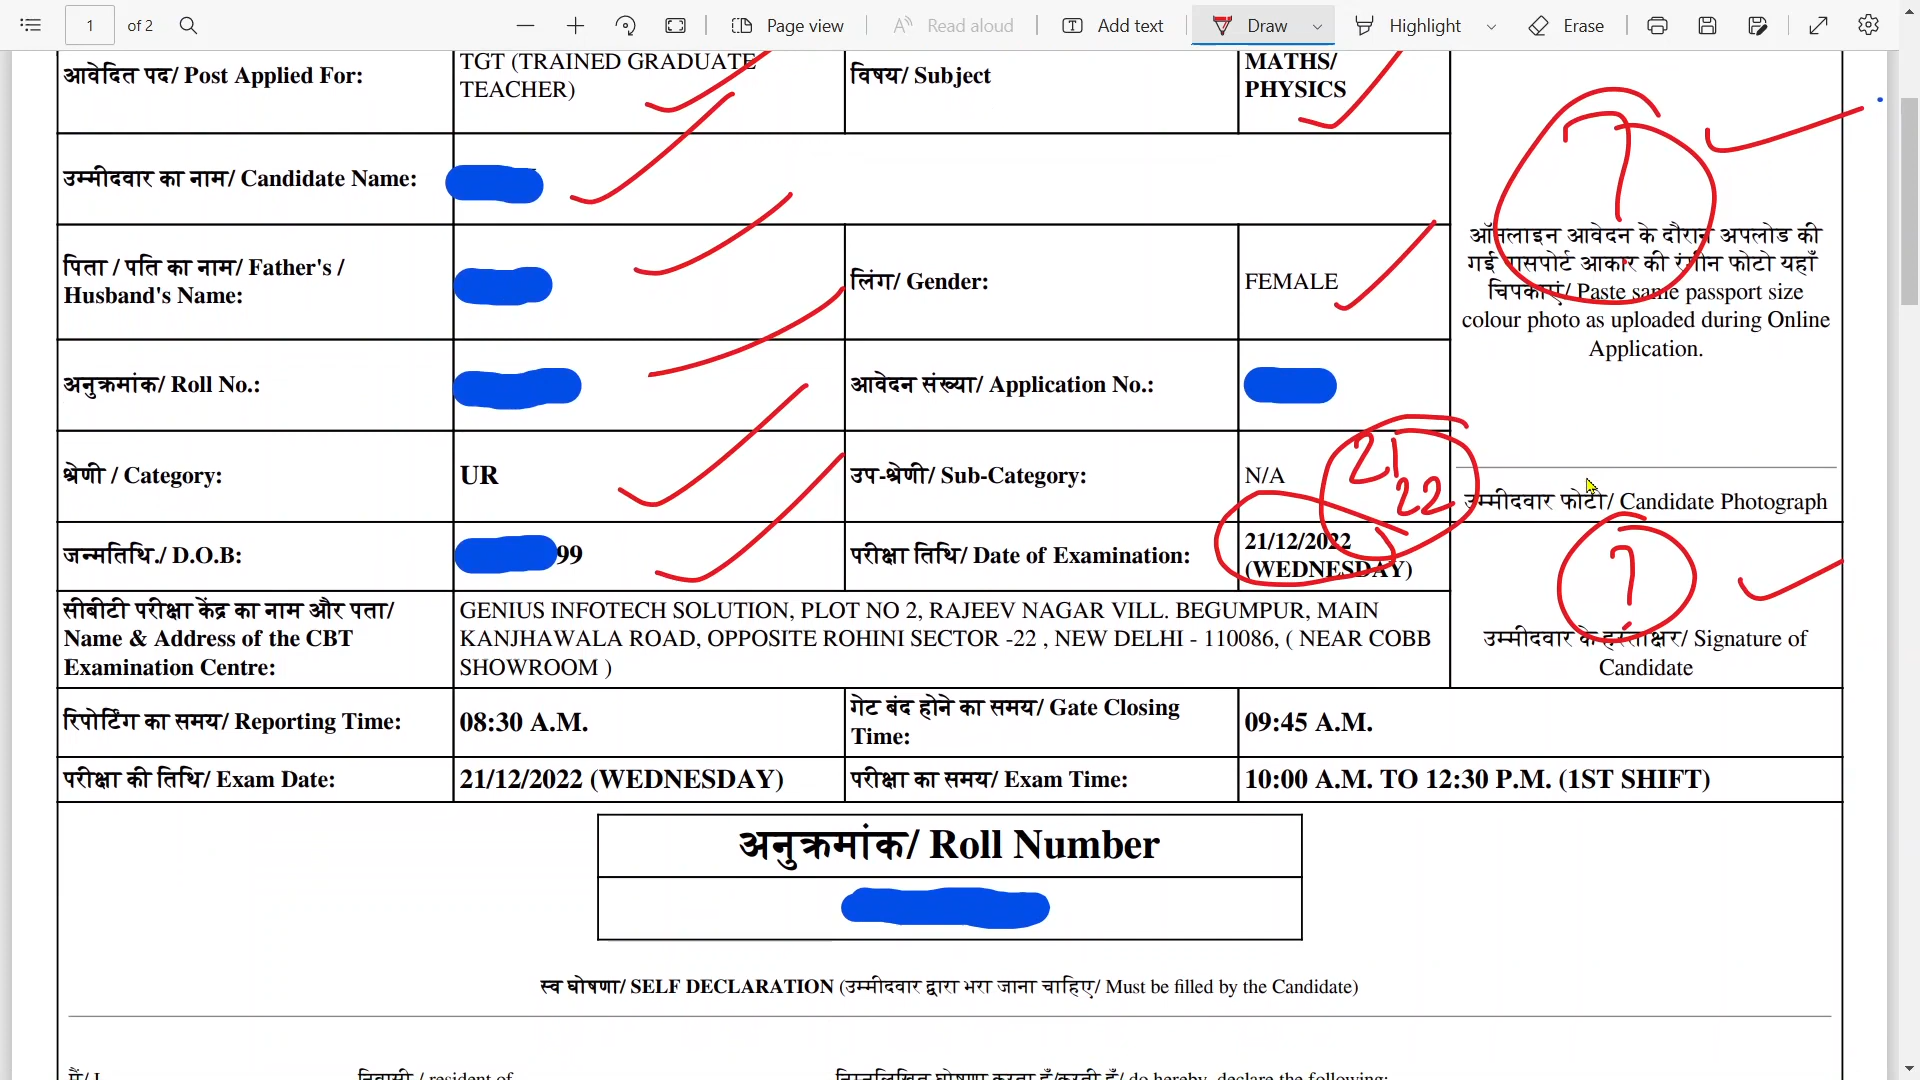 1 of 2 Page view Read aloud Add text Draw Highlight Erase
आवेदित पद/ Post Applied For:
TGT (TRAINED GRADUATE
TEACHER)
विषय/ Subject
MATHS/
PHYSICS
उम्मीदवार का नाम/ Candidate Name:
?
ऑनलाइन आवेदन के दौरान अपलोड की
गई पासपोर्ट आकार की रंगीन फोटो यहाँ
चिपकाएं/ Paste same passport size
colour photo as uploaded during Online
Application.
पिता / पति का नाम/ Father's /
Husband's Name:
लिंग/ Gender:
FEMALE
अनुक्रमांक/ Roll No.:
आवेदन संख्या/ Application No.:
श्रेणी / Category:
UR
उप-श्रेणी/ Sub-Category:
N/A
21
22
उम्मीदवार फोटो/ Candidate Photograph
जन्मतिथि./ D.O.B:
99
परीक्षा तिथि/ Date of Examination:
21/12/2022
(WEDNESDAY)
?
उम्मीदवार के हस्ताक्षर/ Signature of
Candidate
सीबीटी परीक्षा केंद्र का नाम और पता/
Name & Address of the CBT
Examination Centre:
GENIUS INFOTECH SOLUTION, PLOT NO 2, RAJEEV NAGAR VILL. BEGUMPUR, MAIN
KANJHAWALA ROAD, OPPOSITE ROHINI SECTOR -22 , NEW DELHI - 110086, ( NEAR COBB
SHOWROOM )
रिपोर्टिंग का समय/ Reporting Time:
08:30 A.M.
गेट बंद होने का समय/ Gate Closing
Time:
09:45 A.M.
परीक्षा की तिथि/ Exam Date:
21/12/2022 (WEDNESDAY)
परीक्षा का समय/ Exam Time:
10:00 A.M. TO 12:30 P.M. (1ST SHIFT)
अनुक्रमांक/ Roll Number
स्व घोषणा/ SELF DECLARATION (उम्मीदवार द्वारा भरा जाना चाहिए/ Must be filled by the Candidate)
मैं/ I निवासी / resident of निम्नलिखित घोषणा करता हूँ/करती हूँ/ do hereby, declare the following: